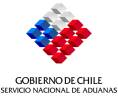 GOBIERNO DE CHILE
SERVICIO NACIONAL DE ADUANAS